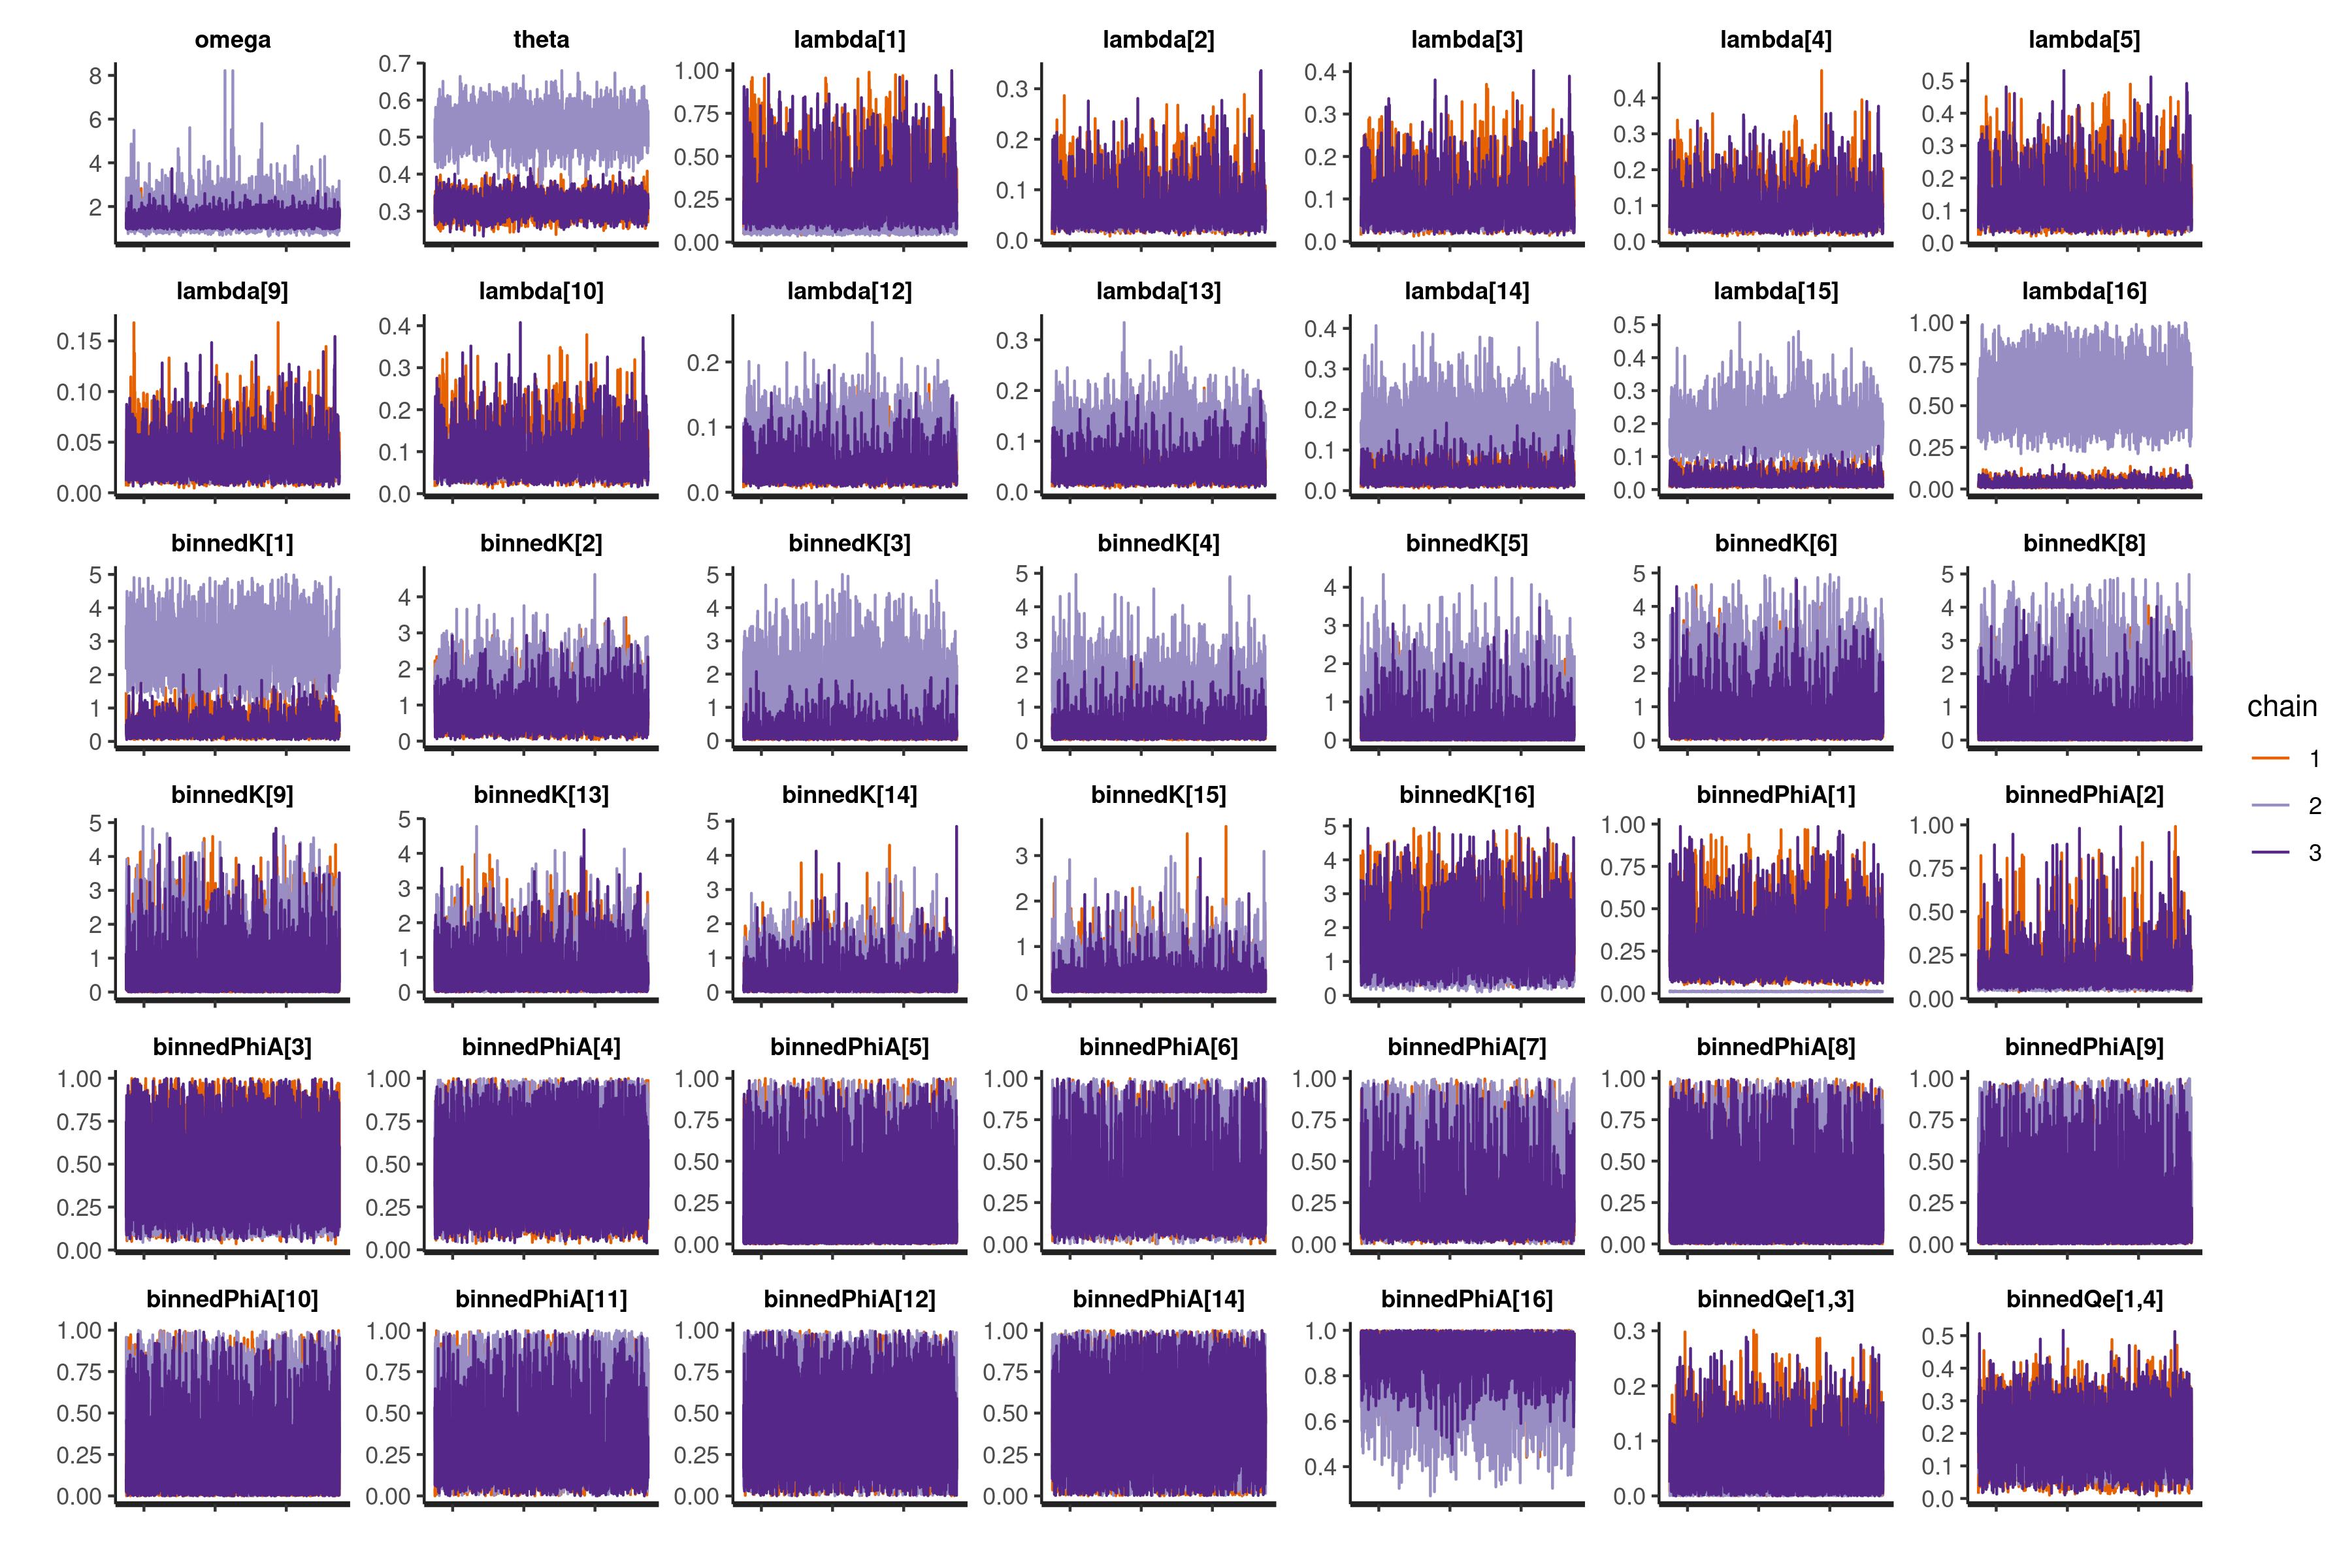 omega theta lambda[1] lambda[2] lambda[3] lambda[4] lambda[5]
8 6 4 2
0.7 0.6 0.5 0.4 0.3
1.00 0.75 0.50 0.25 0.00
0.3 0.2 0.1 0.0
0.4 0.3 0.2 0.1 0.0
0.4 0.3 0.2 0.1 0.0
0.5 0.4 0.3 0.2 0.1 0.0
lambda[9] lambda[10] lambda[12] lambda[13] lambda[14] lambda[15] lambda[16]
0.15 0.10 0.05 0.00
0.4 0.3 0.2 0.1 0.0
0.2 0.1 0.0
0.3 0.2 0.1 0.0
0.4 0.3 0.2 0.1 0.0
0.5 0.4 0.3 0.2 0.1 0.0
1.00 0.75 0.50 0.25 0.00
binnedK[1] binnedK[2] binnedK[3] binnedK[4] binnedK[5] binnedK[6] binnedK[8]
5 4 3 2 1 0
4 3 2 1 0
5 4 3 2 1 0
5 4 3 2 1 0
4 3 2 1 0
5 4 3 2 1 0
5 4 3 2 1 0
chain
1
2
3
binnedK[9] binnedK[13] binnedK[14] binnedK[15] binnedK[16] binnedPhiA[1] binnedPhiA[2]
5 4 3 2 1 0
5 4 3 2 1 0
5 4 3 2 1 0
3 2 1 0
5 4 3 2 1 0
1.00 0.75 0.50 0.25 0.00
1.00 0.75 0.50 0.25 0.00
binnedPhiA[3] binnedPhiA[4] binnedPhiA[5] binnedPhiA[6] binnedPhiA[7] binnedPhiA[8] binnedPhiA[9]
1.00 0.75 0.50 0.25 0.00
1.00 0.75 0.50 0.25 0.00
1.00 0.75 0.50 0.25 0.00
1.00 0.75 0.50 0.25 0.00
1.00 0.75 0.50 0.25 0.00
1.00 0.75 0.50 0.25 0.00
1.00 0.75 0.50 0.25 0.00
binnedPhiA[10] binnedPhiA[11] binnedPhiA[12] binnedPhiA[14] binnedPhiA[16] binnedQe[1,3] binnedQe[1,4]
1.00 0.75 0.50 0.25 0.00
1.00 0.75 0.50 0.25 0.00
1.00 0.75 0.50 0.25 0.00
1.00 0.75 0.50 0.25 0.00
1.0 0.8 0.6 0.4
0.3 0.2 0.1 0.0
0.5 0.4 0.3 0.2 0.1 0.0